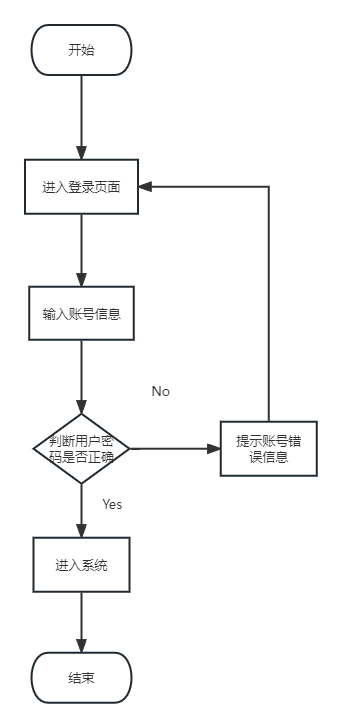 开始
进入登录页面
输入账号信息
No
判断用户密
码是否正确
提示账号错
误信息
Yes
进入系统
结束